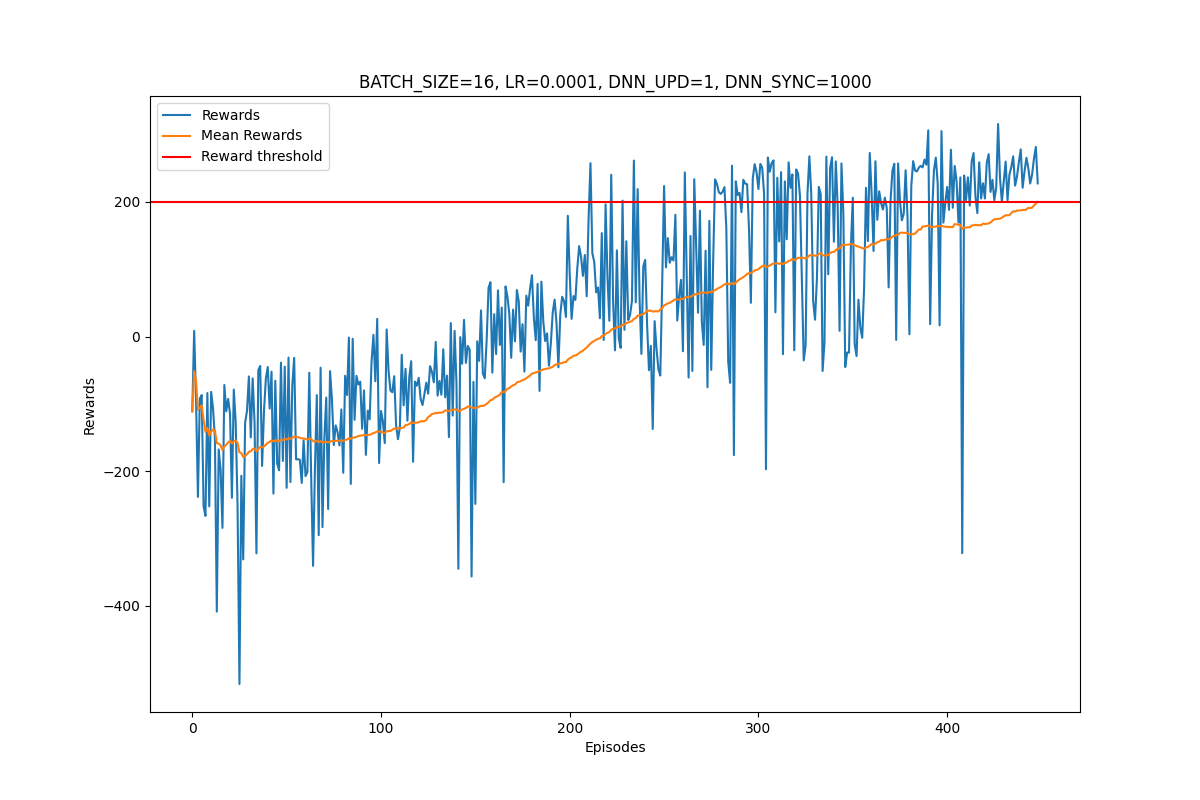 BATCH_SIZE=16, LR=0.0001, DNN_UPD=1, DNN_SYNC=1000
Rewards
Mean Rewards
Reward threshold
Rewards
200
0
−200
−400
0
100
200
300
400
Episodes